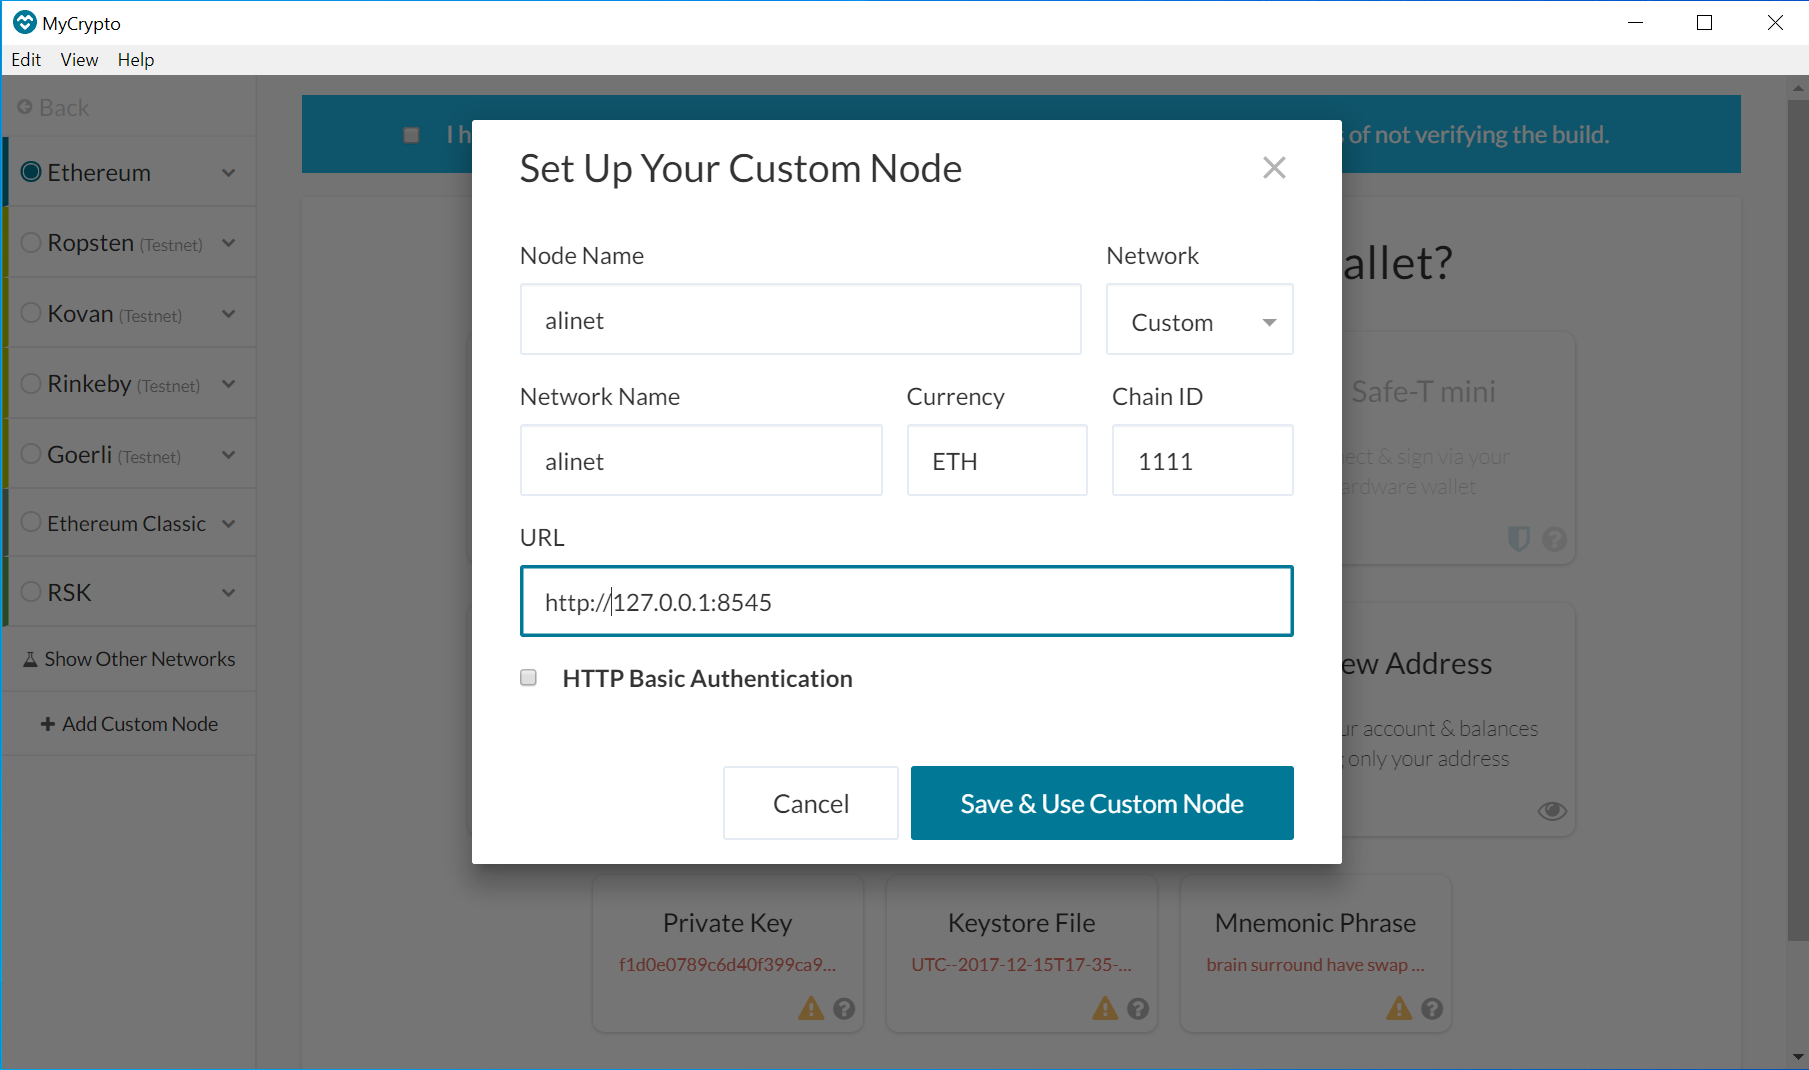 MyCrypto
Edit View Help
Back
I h
of not verifying the build.
Ethereum
Ropsten (Testnet)
Kovan (Testnet)
Rinkeby (Testnet)
Goerli (Testnet)
Ethereum Classic
RSK
Show Other Networks
+ Add Custom Node
Set Up Your Custom Node
Node Name
Network
alinet
Custom
Network Name
Currency
Chain ID
alinet
ETH
1111
URL
http://127.0.0.1:8545
HTTP Basic Authentication
Cancel
Save & Use Custom Node
allet?
Safe-T mini
ect & sign via your
ardware wallet
ew Address
ur account & balances
only your address
Private Key
f1d0e0789c6d40f399ca9...
Keystore File
UTC--2017-12-15T17-35-...
Mnemonic Phrase
brain surround have swap ...